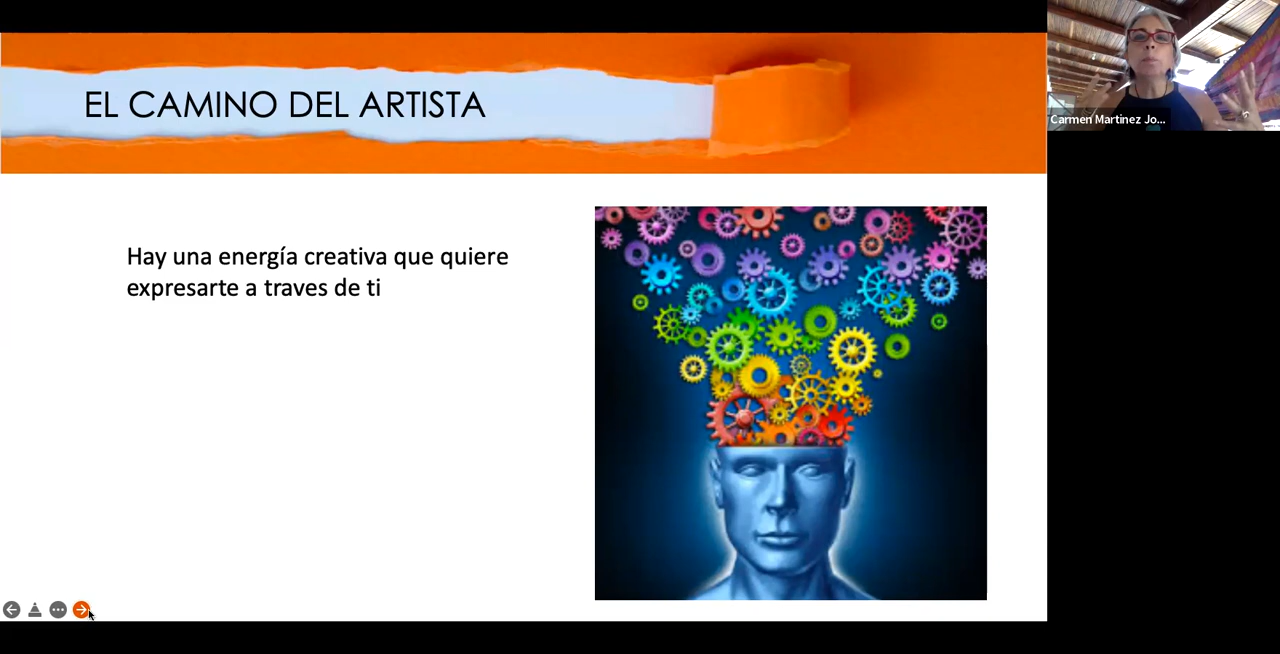 EL CAMINO DEL ARTISTA
Carmen Martinez Jo...
Hay una energía creativa que quiere
expresarte a traves de ti